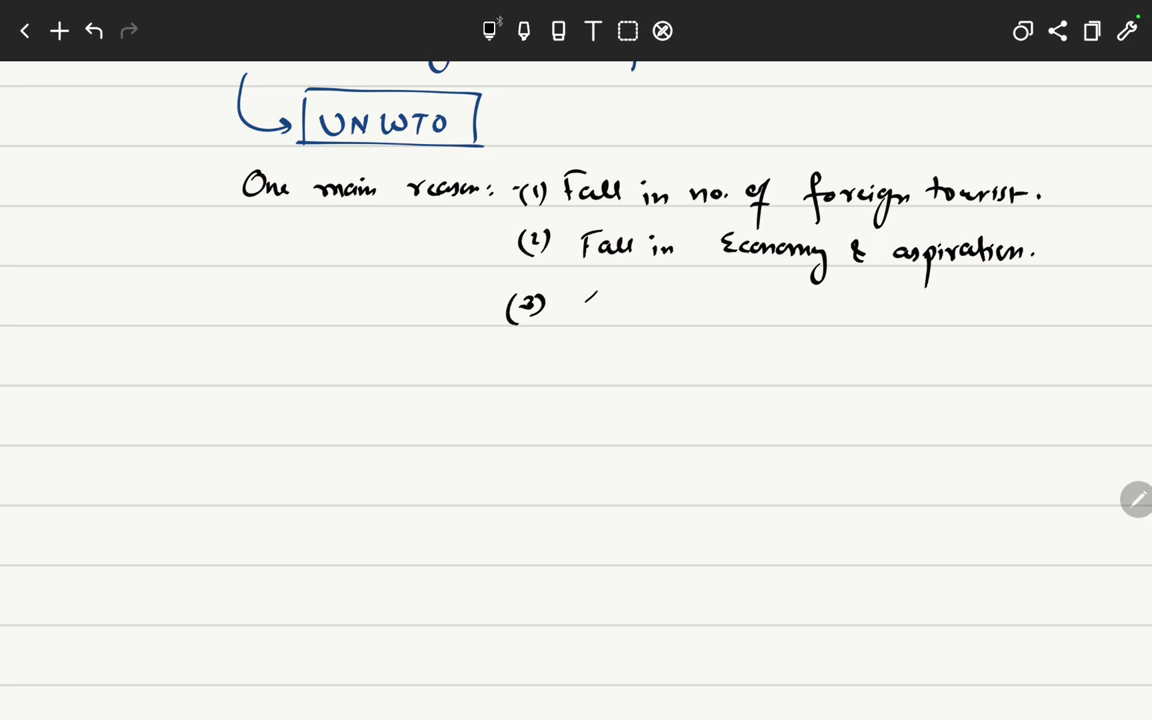 UNWTO
One main reason: -(1) Fall in no. of foreign tourist.
(2) Fall in Economy & aspiration.
(3)